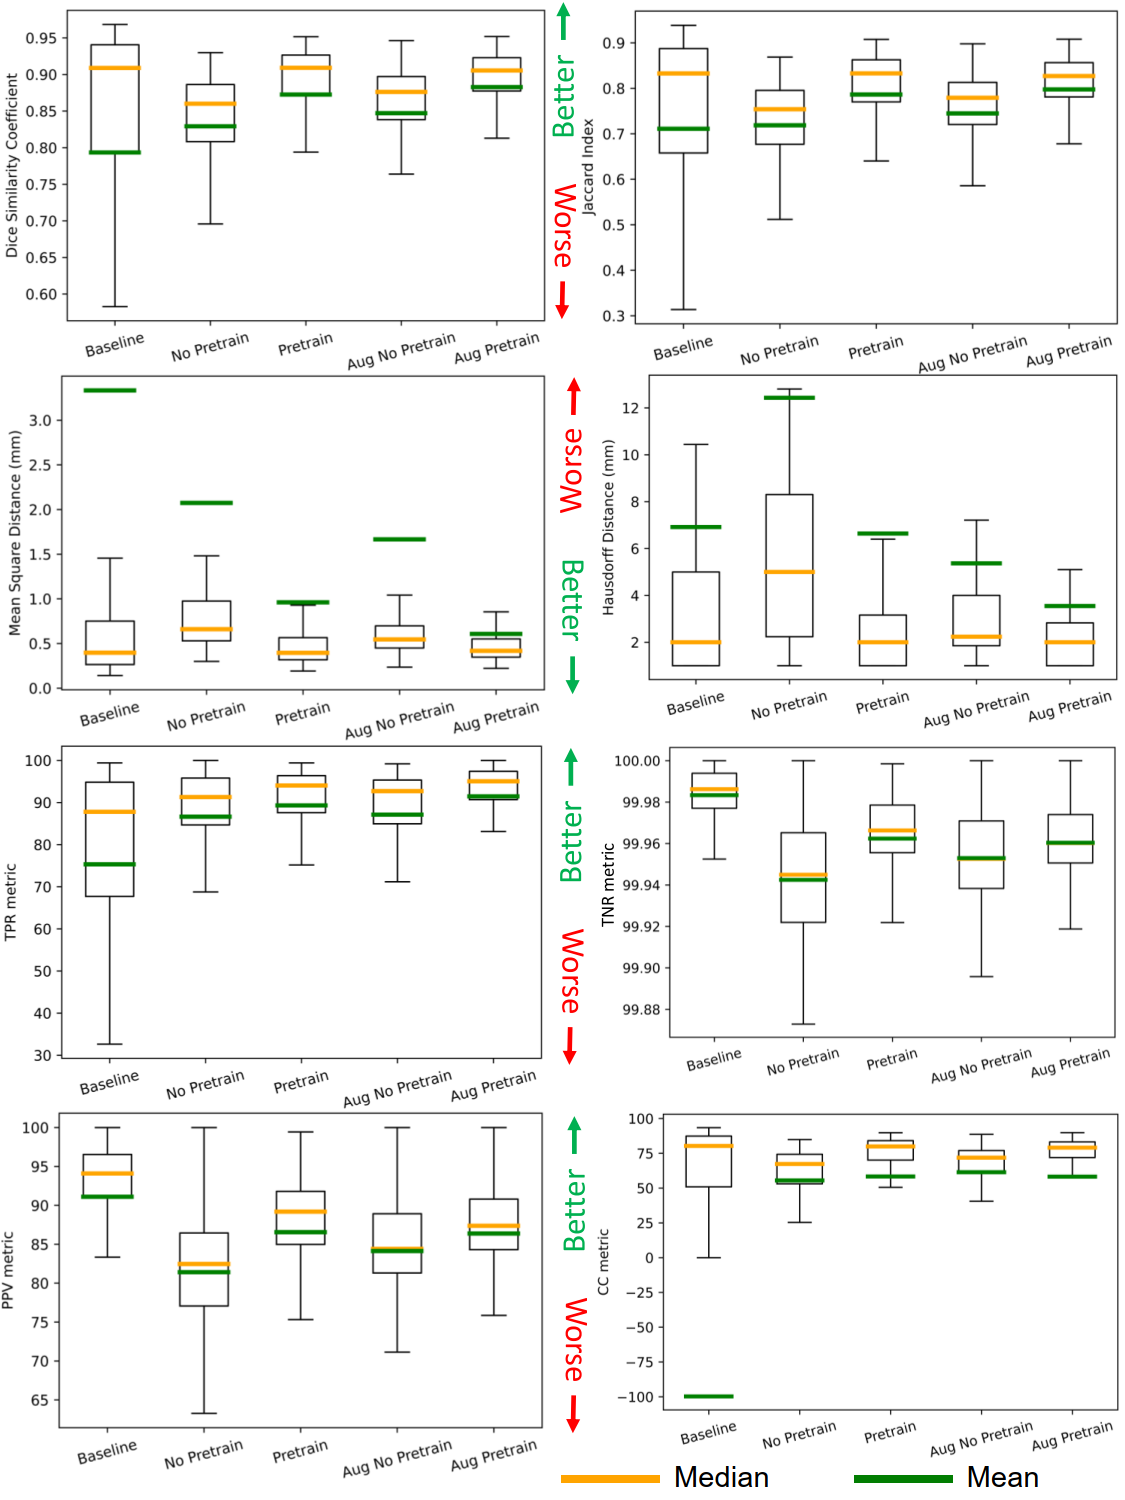 Dice Similarity Coefficient
0.95
0.90
0.85
0.80
0.75
0.70
0.65
0.60
Baseline
No Pretrain
Pretrain
Aug No Pretrain
Aug Pretrain
Better
Worse
Jaccard Index
0.9
0.8
0.7
0.6
0.5
0.4
0.3
Baseline
No Pretrain
Pretrain
Aug No Pretrain
Aug Pretrain
Mean Square Distance (mm)
3.0
2.5
2.0
1.5
1.0
0.5
0.0
Baseline
No Pretrain
Pretrain
Aug No Pretrain
Aug Pretrain
Worse
Better
Hausdorff Distance (mm)
12
10
8
6
4
2
Baseline
No Pretrain
Pretrain
Aug No Pretrain
Aug Pretrain
TPR metric
100
90
80
70
60
50
40
30
Baseline
No Pretrain
Pretrain
Aug No Pretrain
Aug Pretrain
Better
Worse
TNR metric
100.00
99.98
99.96
99.94
99.92
99.90
99.88
Baseline
No Pretrain
Pretrain
Aug No Pretrain
Aug Pretrain
PPV metric
100
95
90
85
80
75
70
65
Baseline
No Pretrain
Pretrain
Aug No Pretrain
Aug Pretrain
Better
Worse
CC metric
100
75
50
25
0
−25
−50
−75
−100
Baseline
No Pretrain
Pretrain
Aug No Pretrain
Aug Pretrain
Median
Mean